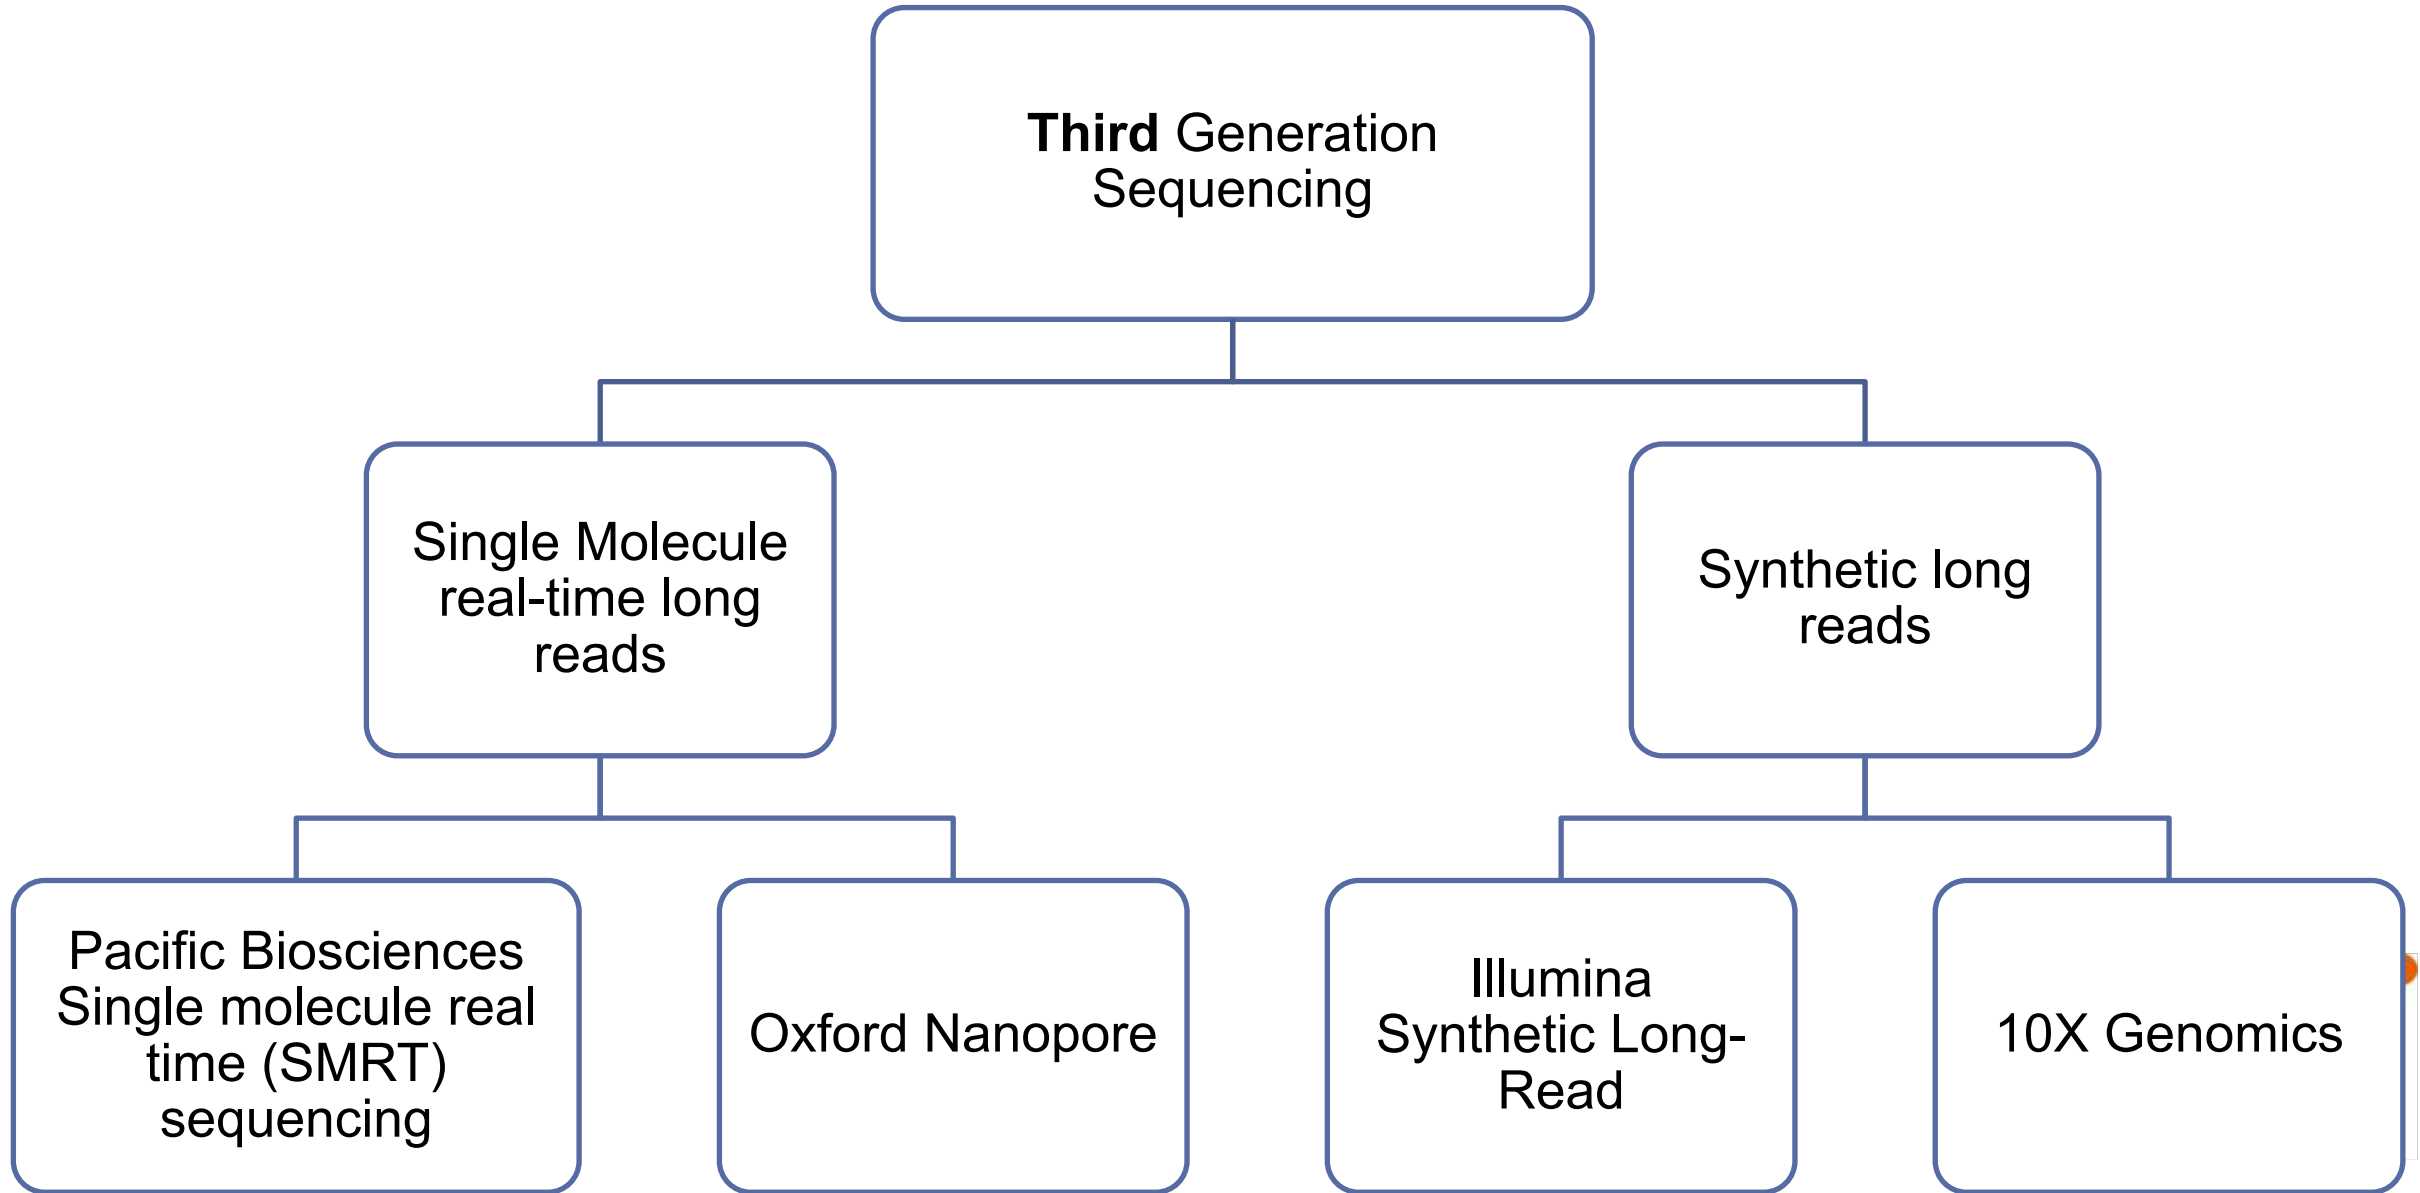 Third Generation
Sequencing
Single Molecule
real-time long
reads
Synthetic long
reads
Pacific Biosciences
Single molecule real
time (SMRT)
sequencing
Oxford Nanopore
Illumina
Synthetic Long-
Read
10X Genomics